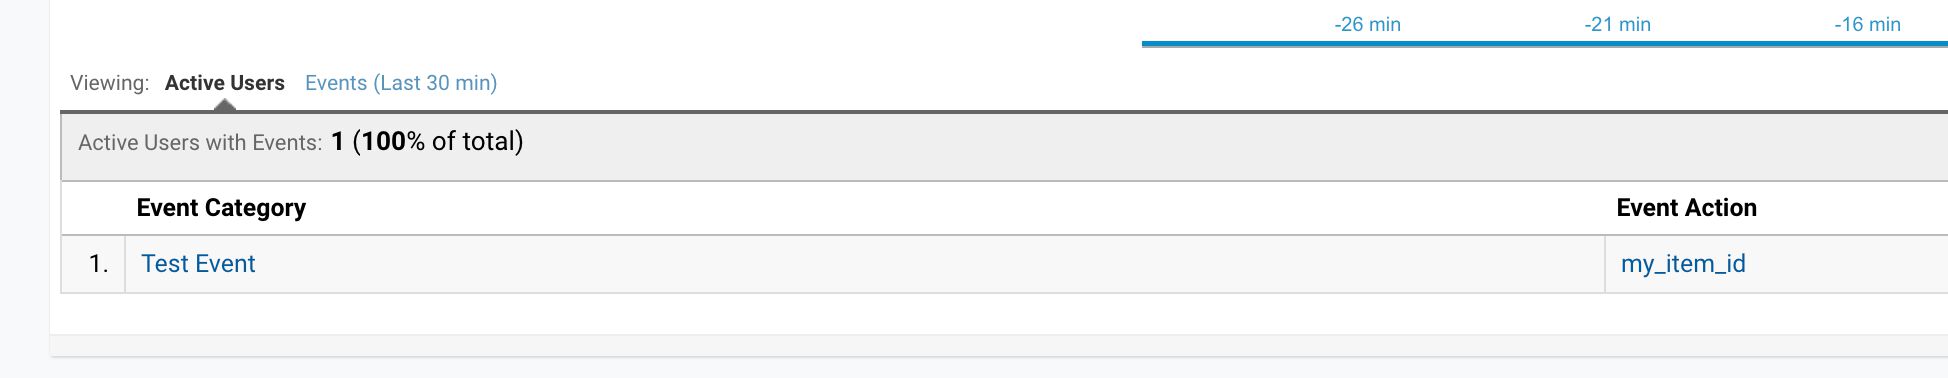 -26 min -21 min -16 min
Viewing: Active Users Events (Last 30 min)
Active Users with Events: 1 (100% of total)
Event Category Event Action
1. Test Event my_item_id